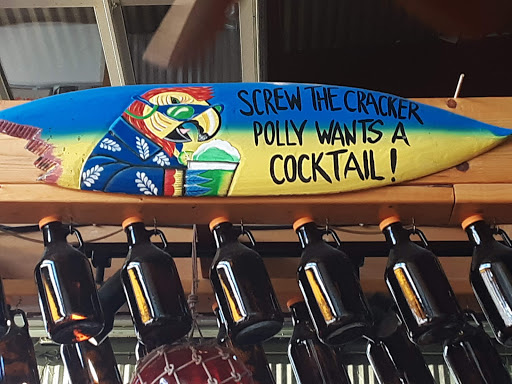 SCREW THE CRACKER
POLLY WANTS A
COCKTAIL!